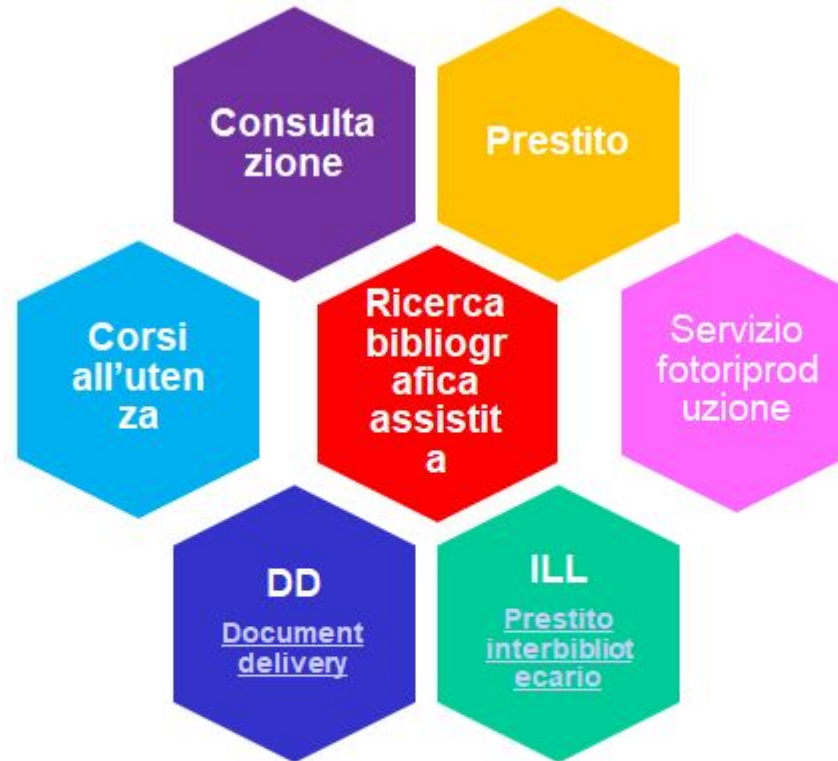 Consulta
zione
Prestito
Corsi
all’uten
za
Ricerca
bibliogr
afica
assistit
a
Servizio
fotoriprod
uzione
DD
Document
delivery
ILL
Prestito
interbibliot
ecario